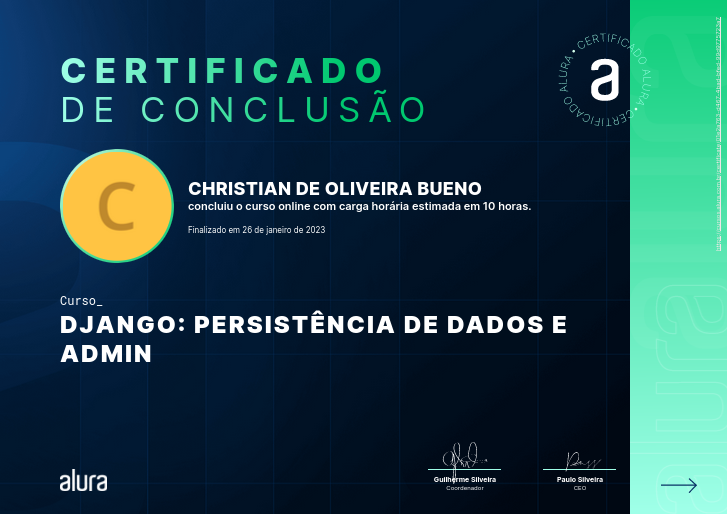 CERTIFICADO
DE CONCLUSÃO
CERTIFICADO ALURA • CERTIFICADO ALURA •
a
C
CHRISTIAN DE OLIVEIRA BUENO
concluiu o curso online com carga horária estimada em 10 horas.
Finalizado em 26 de janeiro de 2023
Curso_
DJANGO: PERSISTÊNCIA DE DADOS E
ADMIN
alura
Guilherme Silveira
Coordenador
Paulo Silveira
CEO
alura